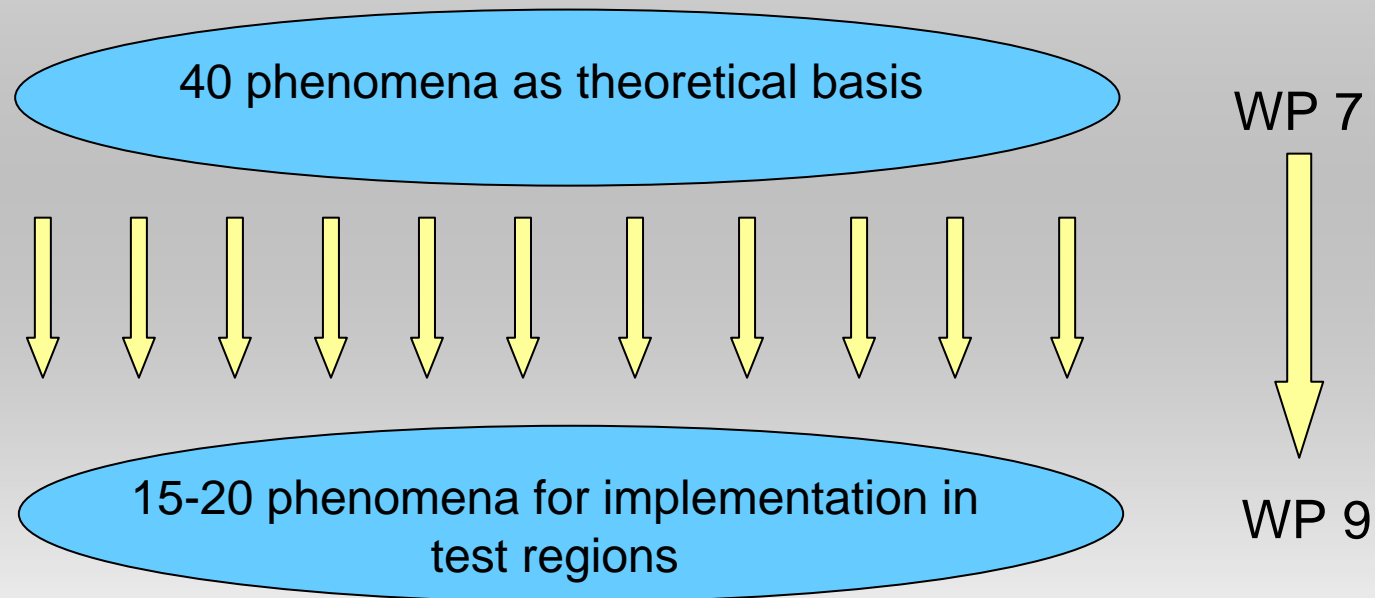 40 phenomena as theoretical basis
WP 7
15-20 phenomena for implementation in
test regions
WP 9